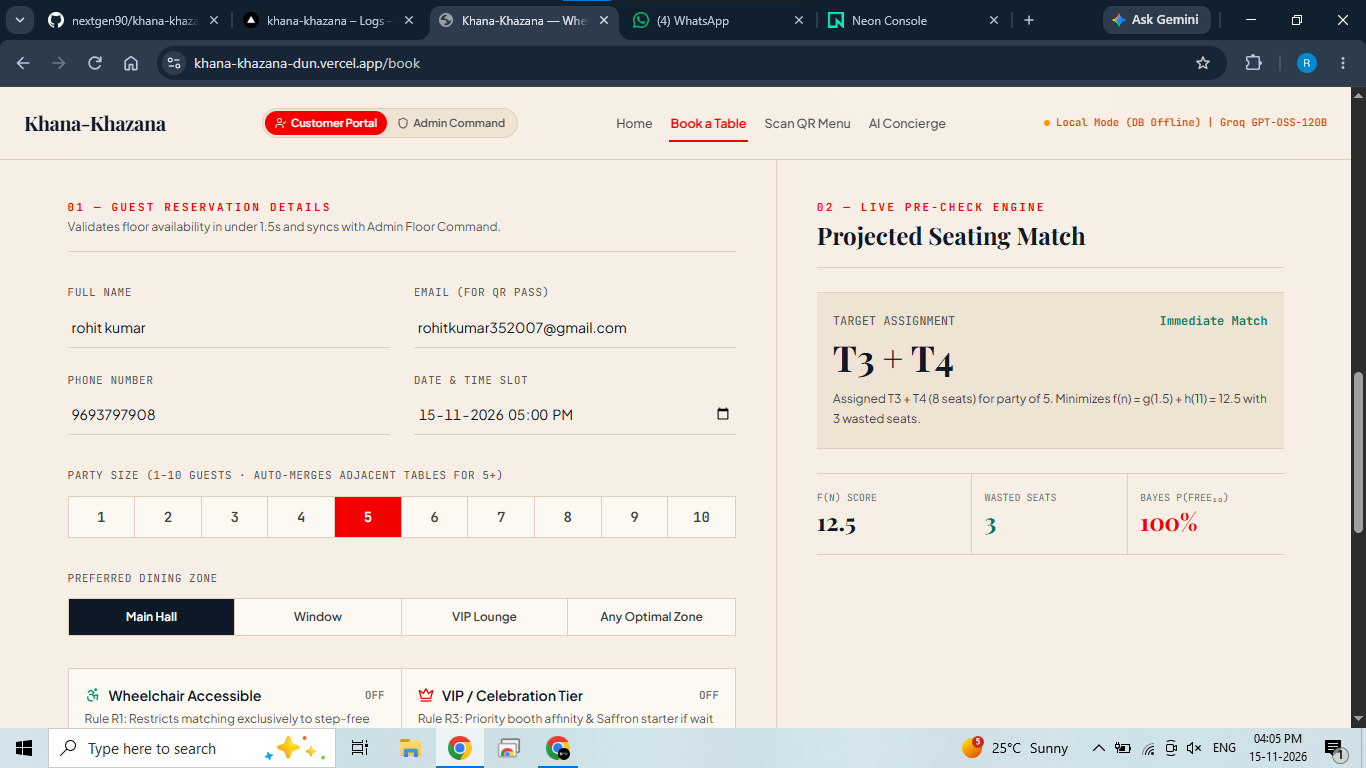 nextgen90/khana-khaza
khana-khazana – Logs -
Khana-Khazana — Whe
(4) WhatsApp
Neon Console
Ask Gemini
khana-khazana-dun.vercel.app/book
R
Khana-Khazana
Customer Portal
Admin Command
Home
Book a Table
Scan QR Menu
AI Concierge
Local Mode (DB Offline) | Groq GPT-OSS-120B
01 — GUEST RESERVATION DETAILS
Validates floor availability in under 1.5s and syncs with Admin Floor Command.
FULL NAME
rohit kumar
EMAIL (FOR QR PASS)
rohitkumar352007@gmail.com
PHONE NUMBER
9693797908
DATE & TIME SLOT
15-11-2026 05:00 PM
PARTY SIZE (1–10 GUESTS · AUTO-MERGES ADJACENT TABLES FOR 5+)
1 2 3 4 5 6 7 8 9 10
PREFERRED DINING ZONE
Main Hall
Window
VIP Lounge
Any Optimal Zone
Wheelchair Accessible
OFF
Rule R1: Restricts matching exclusively to step-free
VIP / Celebration Tier
OFF
Rule R3: Priority booth affinity & Saffron starter if wait
02 — LIVE PRE-CHECK ENGINE
Projected Seating Match
TARGET ASSIGNMENT
Immediate Match
T3 + T4
Assigned T3 + T4 (8 seats) for party of 5. Minimizes f(n) = g(1.5) + h(11) = 12.5 with
3 wasted seats.
F(N) SCORE
12.5
WASTED SEATS
3
BAYES P(FREE₁₀)
100%
Type here to search
5
25°C Sunny
ENG
04:05 PM
15-11-2026
1